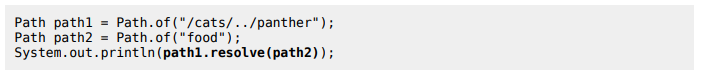 Path path1 = Path.of("/cats/../panther");
Path path2 = Path.of("food");
System.out.println(path1.resolve(path2));